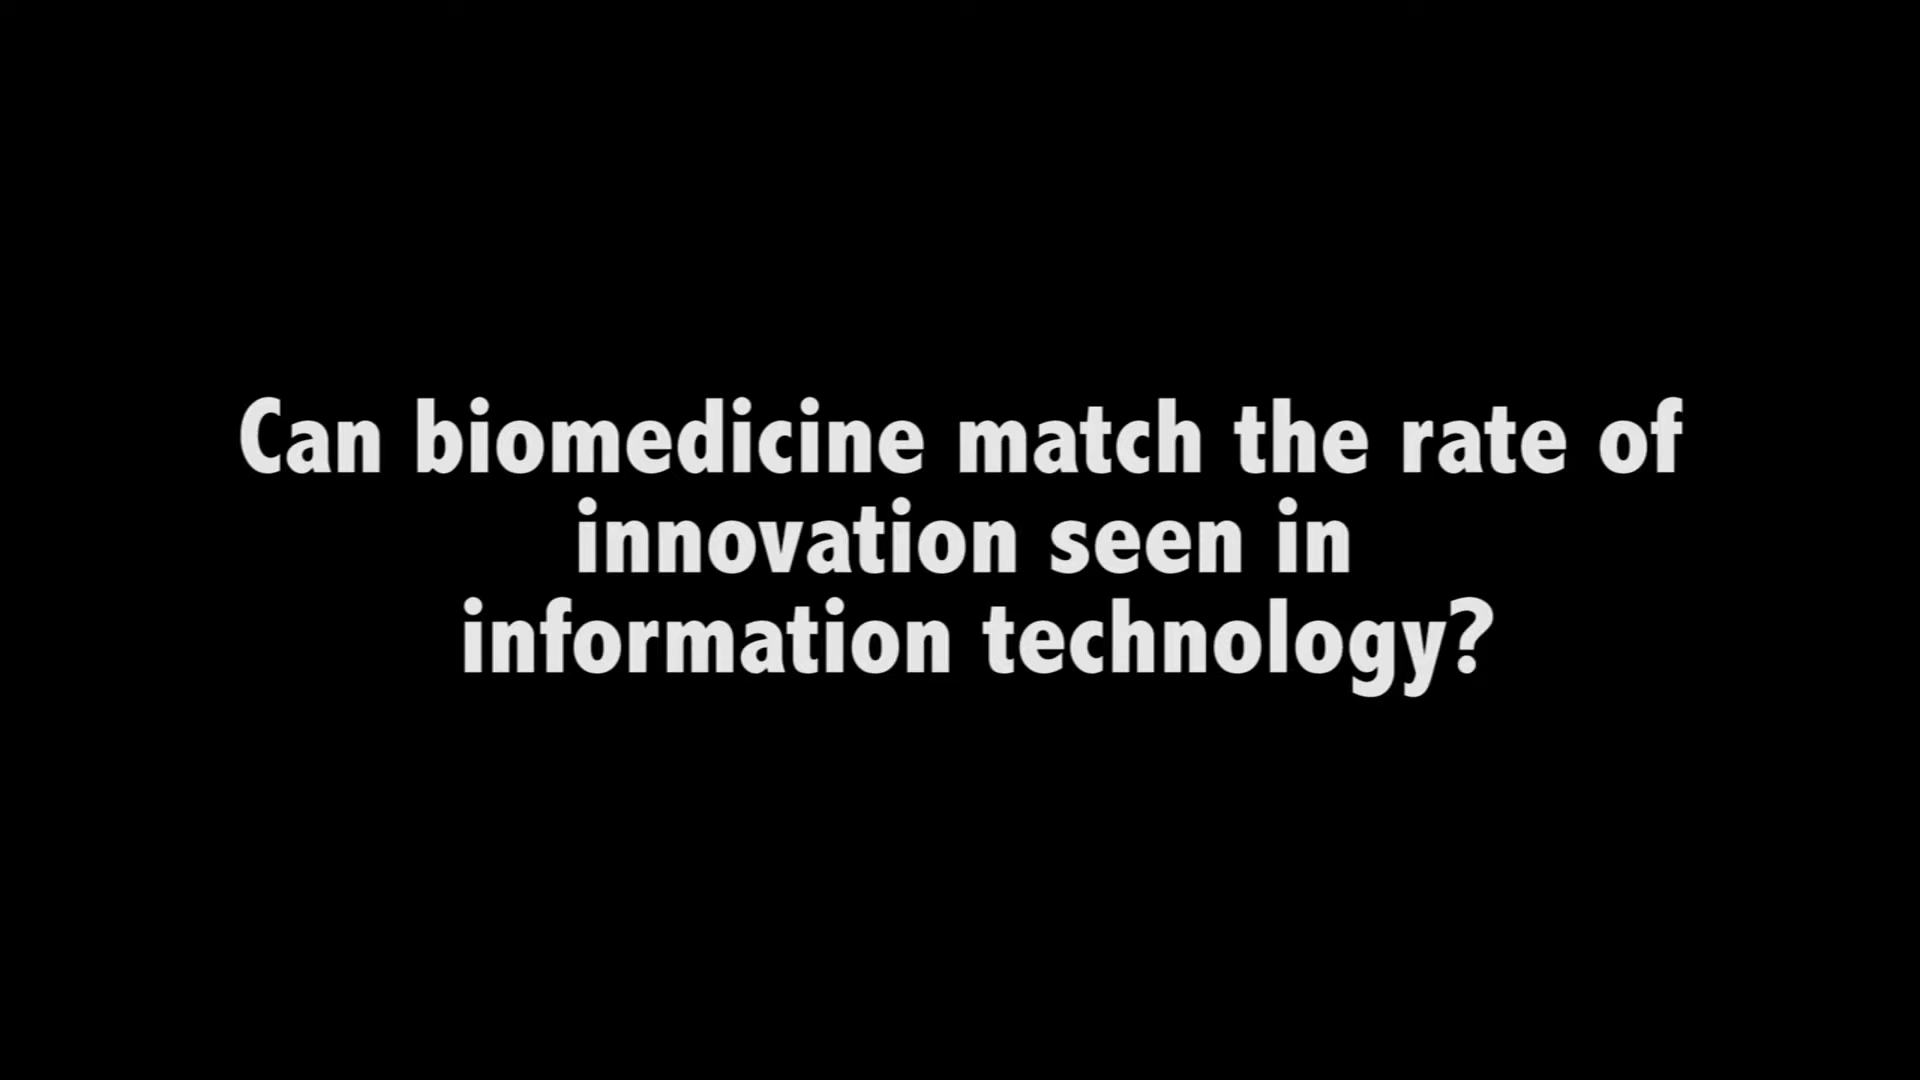 Can biomedicine match the rate of
innovation seen in
information technology?